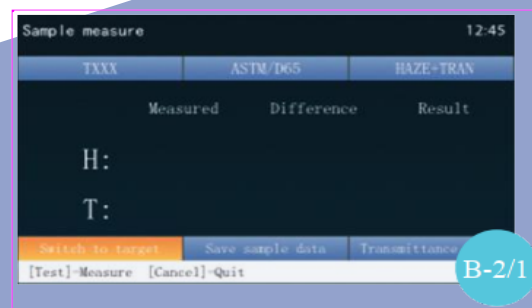 Sample measure 12:45
TXXX ASTM/D65 HAZE+TRAN
Measured Difference Result
H:
T:
Switch to target Save sample data Transmittance
[Test]-Measure [Cancel]-Quit
B-2/1